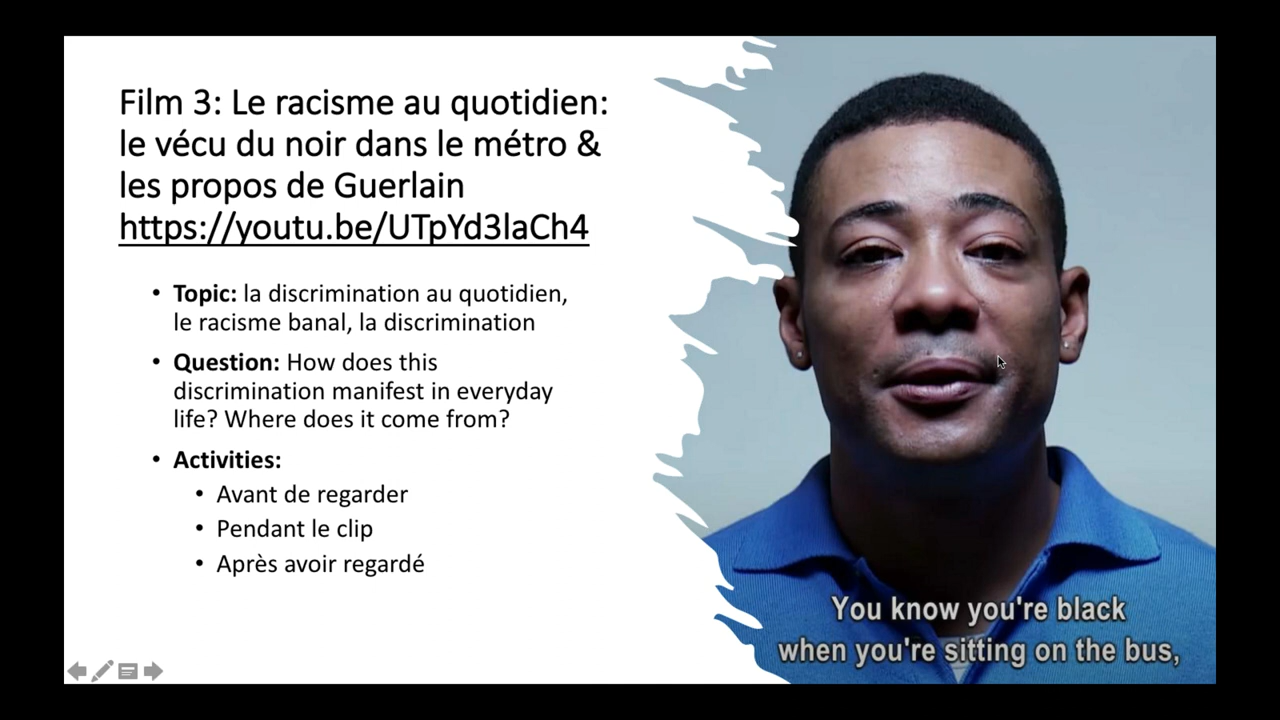 Film 3: Le racisme au quotidien:
le vécu du noir dans le métro &
les propos de Guerlain
https://youtu.be/UTpYd3laCh4
• Topic: la discrimination au quotidien,
le racisme banal, la discrimination
• Question: How does this
discrimination manifest in everyday
life? Where does it come from?
• Activities:
• Avant de regarder
• Pendant le clip
• Après avoir regardé
You know you're black
when you're sitting on the bus,